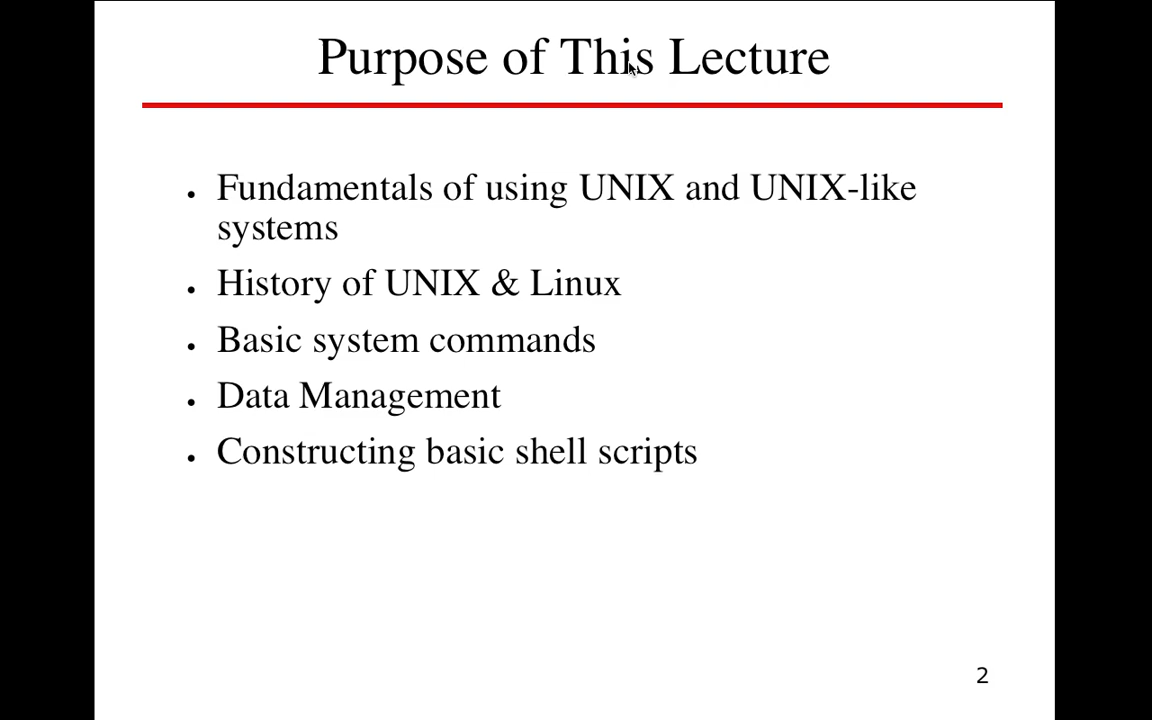 Purpose of This Lecture
• Fundamentals of using UNIX and UNIX-like
systems
• History of UNIX & Linux
• Basic system commands
• Data Management
• Constructing basic shell scripts
2